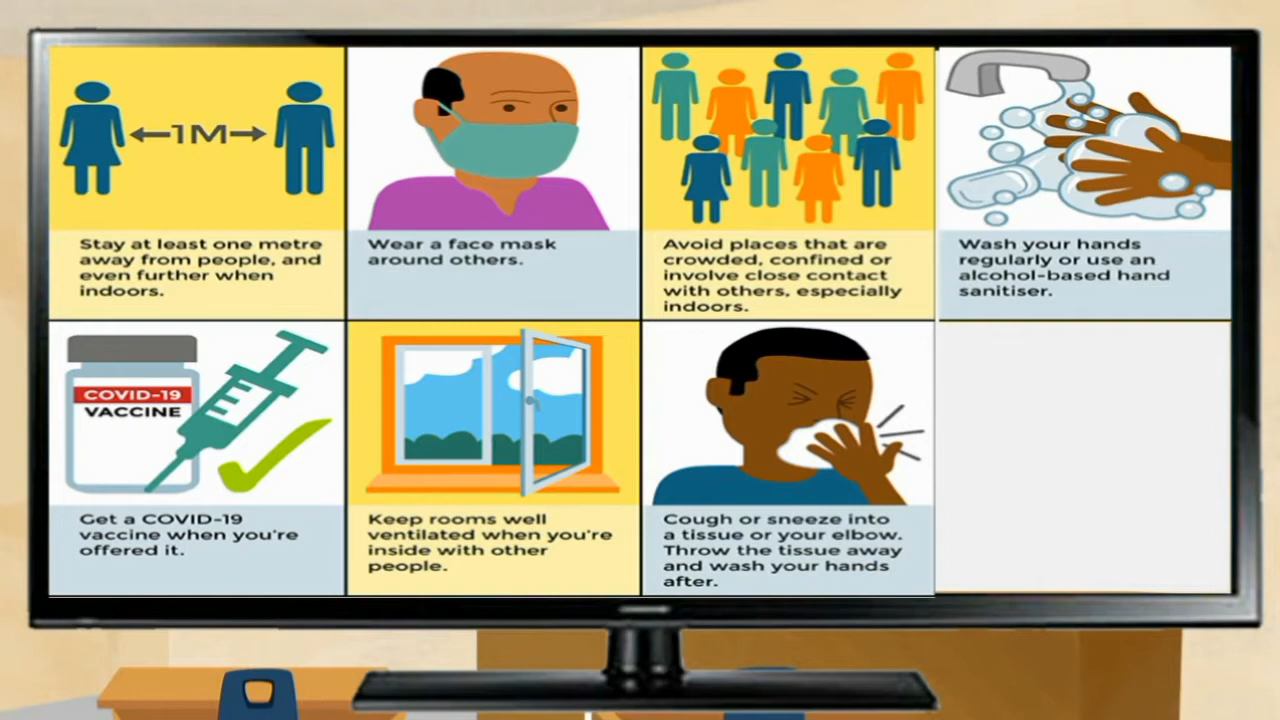 1M
Stay at least one metre
away from people, and
even further when
indoors.
Wear a face mask
around others.
Avoid places that are
crowded, confined or
involve close contact
with others, especially
indoors.
Wash your hands
regularly or use an
alcohol-based hand
sanitiser.
COVID-19
VACCINE
Get a COVID-19
vaccine when you're
offered it.
Keep rooms well
ventilated when you're
inside with other
people.
Cough or sneeze into
a tissue or your elbow.
Throw the tissue away
and wash your hands
after.